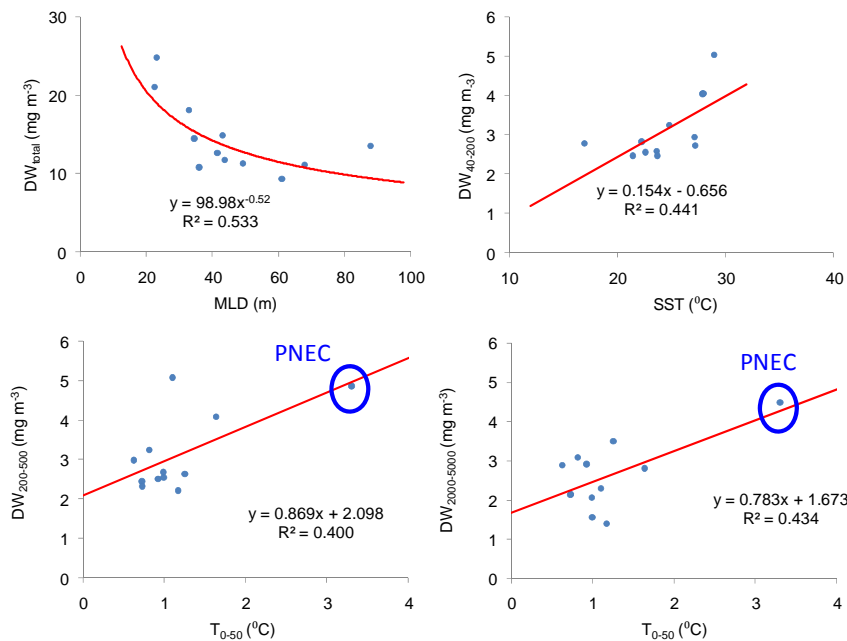 30
20
10
0
0
20
40
60
80
100
DW total (mg m-3)
MLD (m)
y = 98.98x-0.52
R² = 0.533
6
5
4
3
2
1
0
10
20
30
40
DW40-200 (mg m-3)
SST (0C)
y = 0.154x - 0.656
R² = 0.441
6
5
4
3
2
1
0
0
1
2
3
4
DW200-500 (mg m-3)
T0-50 (0C)
PNEC
y = 0.869x + 2.098
R² = 0.400
6
5
4
3
2
1
0
0
1
2
3
4
DW2000-5000 (mg m-3)
T0-50 (0C)
PNEC
y = 0.783x + 1.673
R² = 0.434